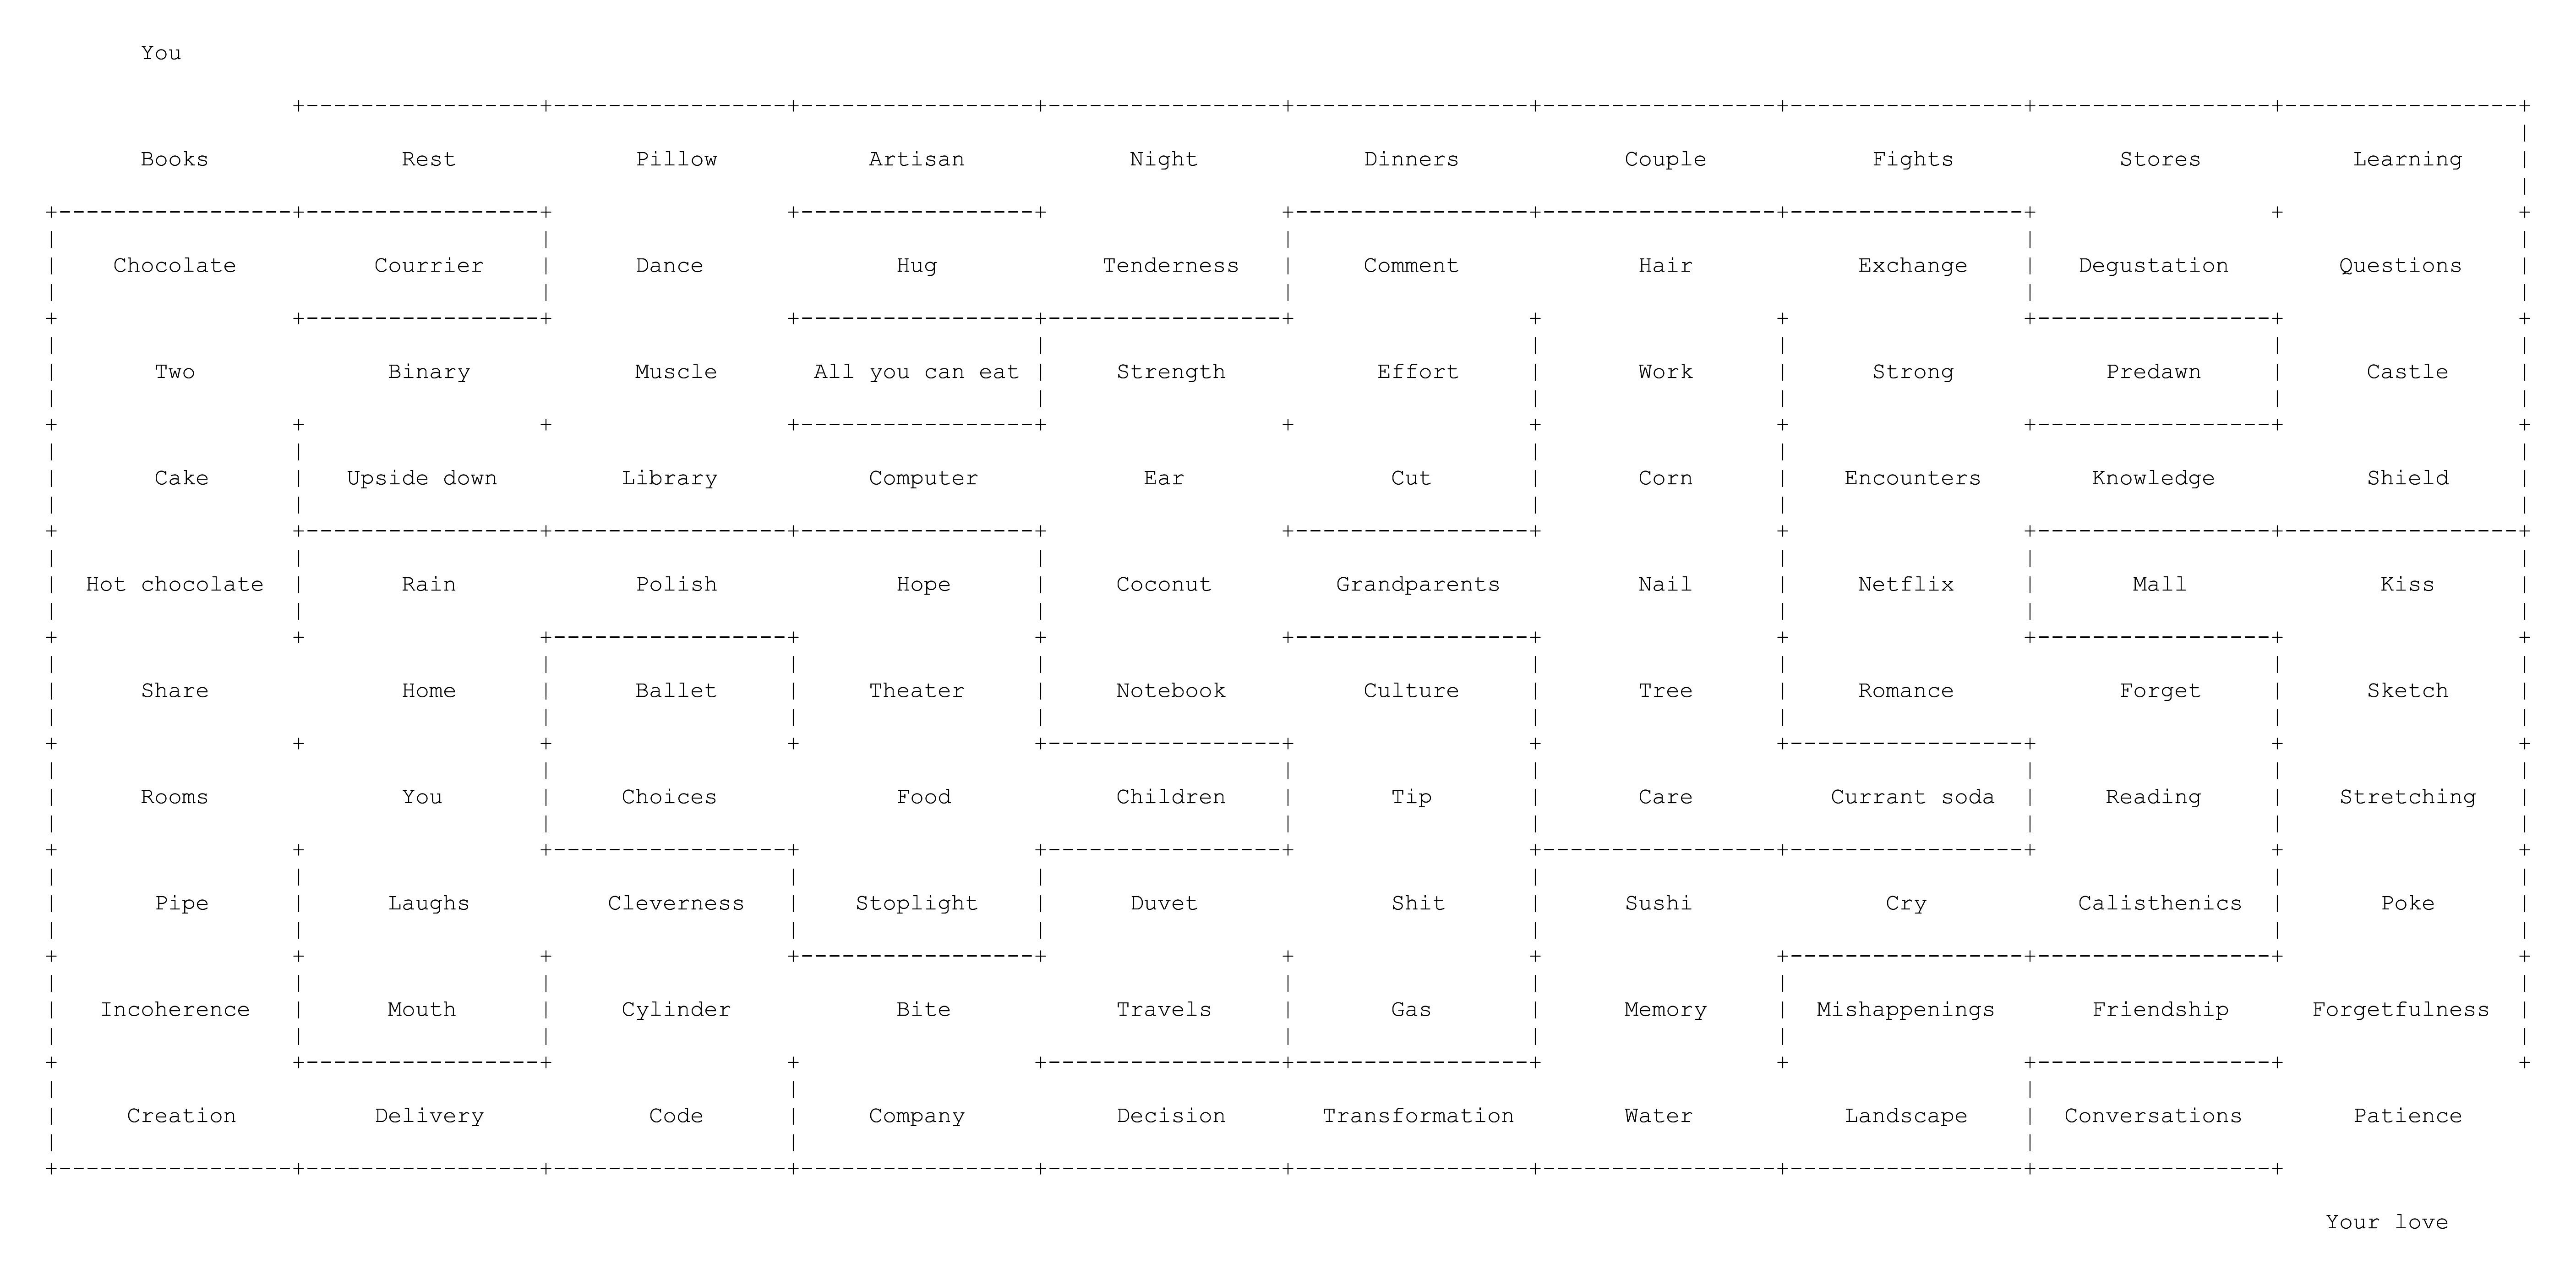 You
Books Rest Pillow Artisan Night Dinners Couple Fights Stores Learning
Chocolate Courrier Dance Hug Tenderness Comment Hair Exchange Degustation Questions
Two Binary Muscle All you can eat Strength Effort Work Strong Predawn Castle
Cake Upside down Library Computer Ear Cut Corn Encounters Knowledge Shield
Hot chocolate Rain Polish Hope Coconut Grandparents Nail Netflix Mall Kiss
Share Home Ballet Theater Notebook Culture Tree Romance Forget Sketch
Rooms You Choices Food Children Tip Care Currant soda Reading Stretching
Pipe Laughs Cleverness Stoplight Duvet Shit Sushi Cry Calisthenics Poke
Incoherence Mouth Cylinder Bite Travels Gas Memory Mishappenings Friendship Forgetfulness
Creation Delivery Code Company Decision Transformation Water Landscape Conversations Patience
Your love